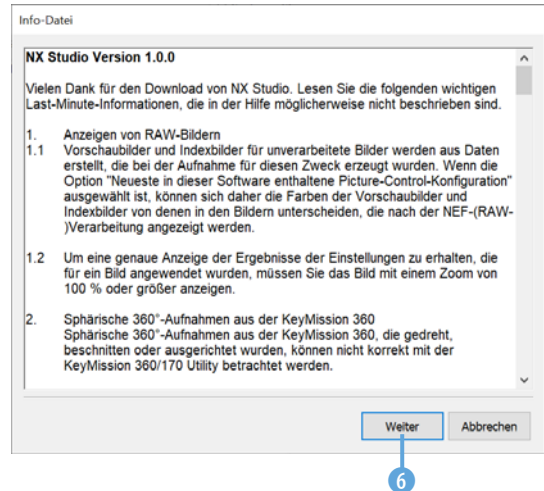 Info-Datei
NX Studio Version 1.0.0
Vielen Dank für den Download von NX Studio. Lesen Sie die folgenden wichtigen
Last-Minute-Informationen, die in der Hilfe möglicherweise nicht beschrieben sind.
1. Anzeigen von RAW-Bildern
1.1 Vorschaubilder und Indexbilder für unverarbeitete Bilder werden aus Daten
erstellt, die bei der Aufnahme für diesen Zweck erzeugt wurden. Wenn die
Option "Neueste in dieser Software enthaltene Picture-Control-Konfiguration"
ausgewählt ist, können sich daher die Farben der Vorschaubilder und
Indexbilder von denen in den Bildern unterscheiden, die nach der NEF-(RAW-
)Verarbeitung angezeigt werden.
1.2 Um eine genaue Anzeige der Ergebnisse der Einstellungen zu erhalten, die
für ein Bild angewendet wurden, müssen Sie das Bild mit einem Zoom von
100 % oder größer anzeigen.
2. Sphärische 360°-Aufnahmen aus der KeyMission 360
Sphärische 360°-Aufnahmen aus der KeyMission 360, die gedreht,
beschnitten oder ausgerichtet wurden, können nicht korrekt mit der
KeyMission 360/170 Utility betrachtet werden.
Weiter Abbrechen
6